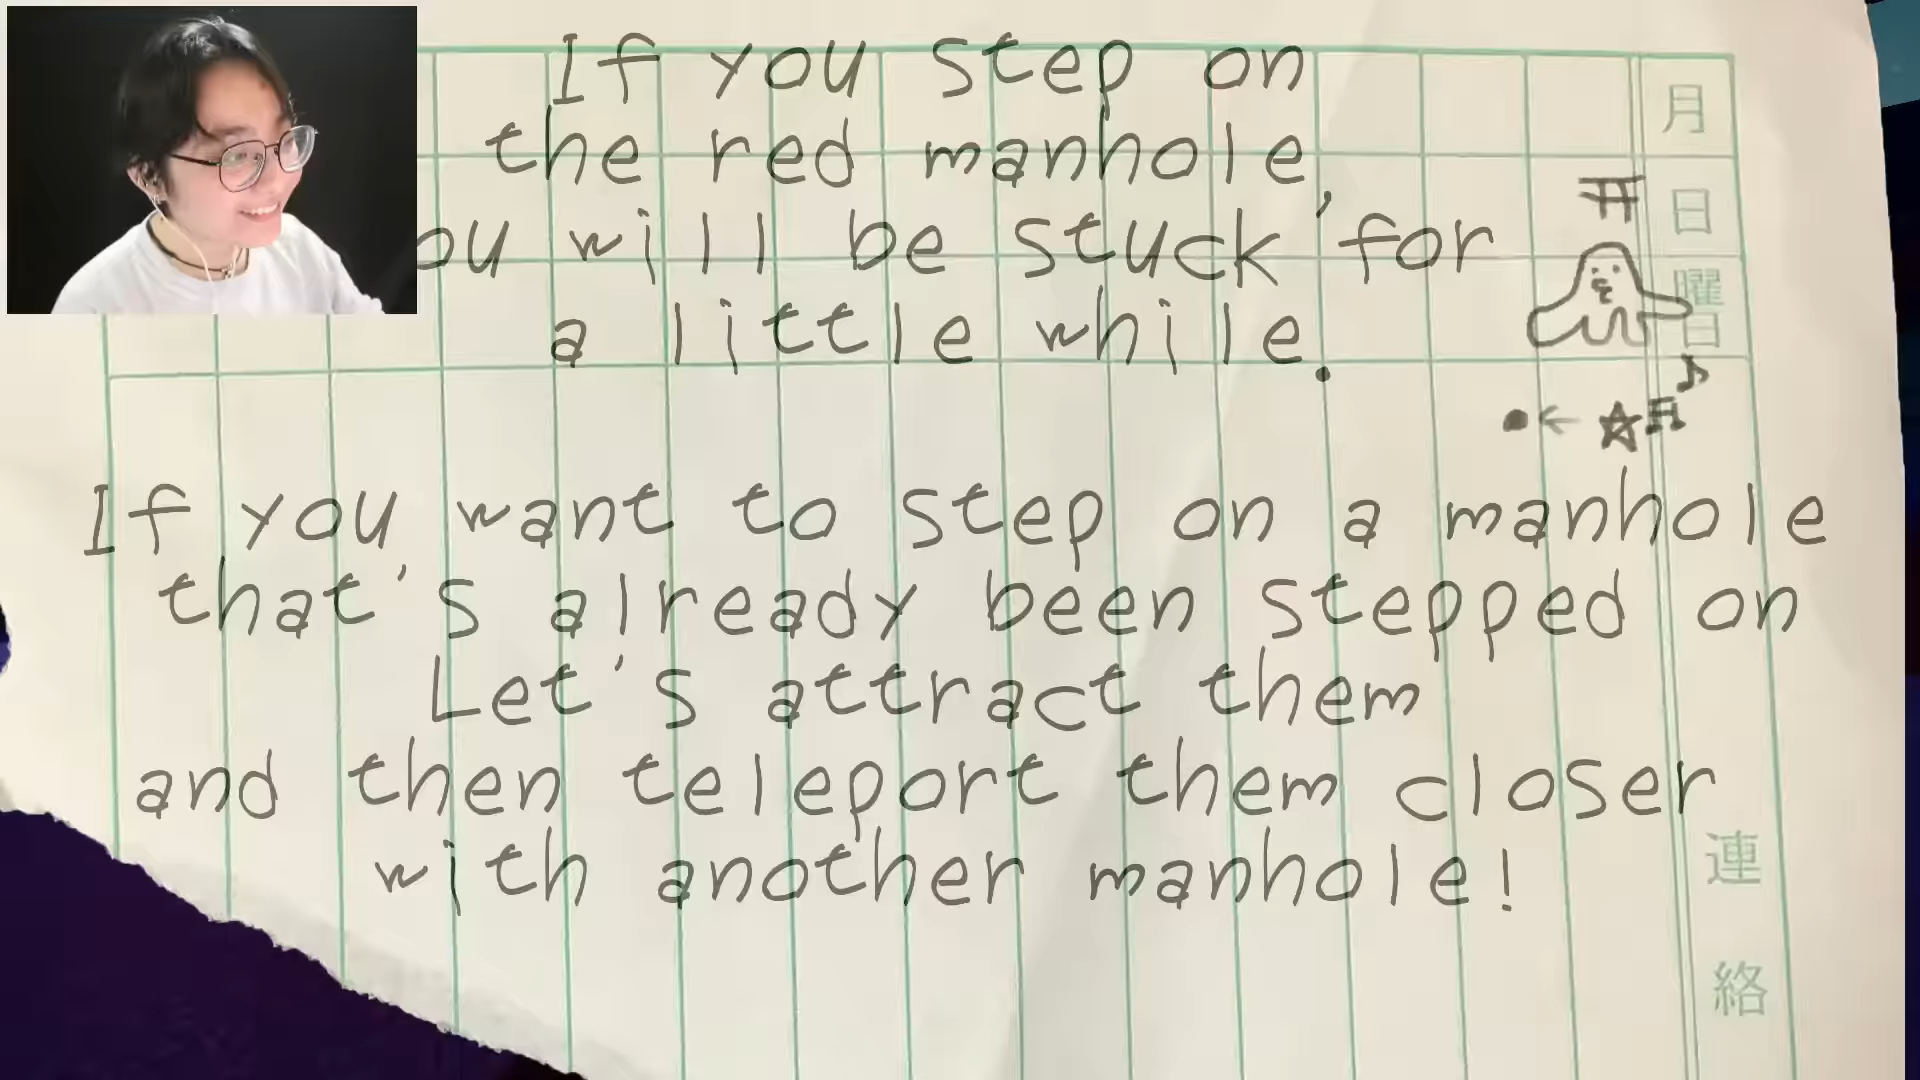 If you step on
the red manhole,
ou will be stuck for
a little while.
If you want to step on a manhole
that's already been stepped on
Let's attract them
and then teleport them closer
with another manhole!
月
日
曜
日
連
絡